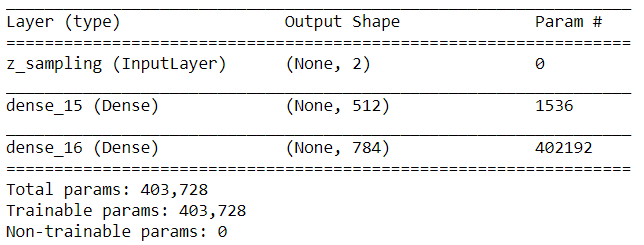 Layer (type)                 Output Shape              Param #
=================================================================
z_sampling (InputLayer)      (None, 2)                 0
_________________________________________________________________
dense_15 (Dense)             (None, 512)               1536
_________________________________________________________________
dense_16 (Dense)             (None, 784)               402192
=================================================================
Total params: 403,728
Trainable params: 403,728
Non-trainable params: 0